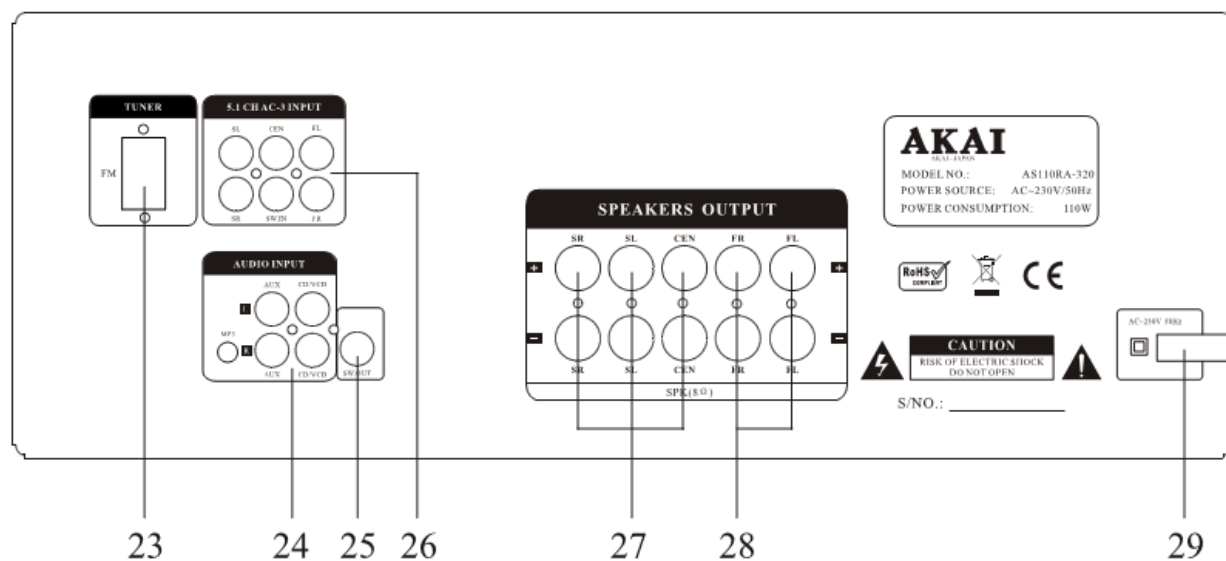 TUNER
FM
5.1 CH AC-3 INPUT
SL CEN FL
SR SW.IN FR
AUDIO INPUT
AUX CD/VCD
L
MP3
R
AUX CD/VCD
SW.OUT
SPEAKERS OUTPUT
SR SL CEN FR FL
+ +
− −
SR SL CEN FR FL
SPK(8Ω)
AKAI
AKAI-JAPAN
MODEL NO.: AS110RA-320
POWER SOURCE: AC~230V/50Hz
POWER CONSUMPTION: 110W
RoHS
COMPLIANT
CE
CAUTION
RISK OF ELECTRIC SHOCK
DO NOT OPEN
S/NO.:
AC~230V 50Hz
23 24 25 26 27 28 29